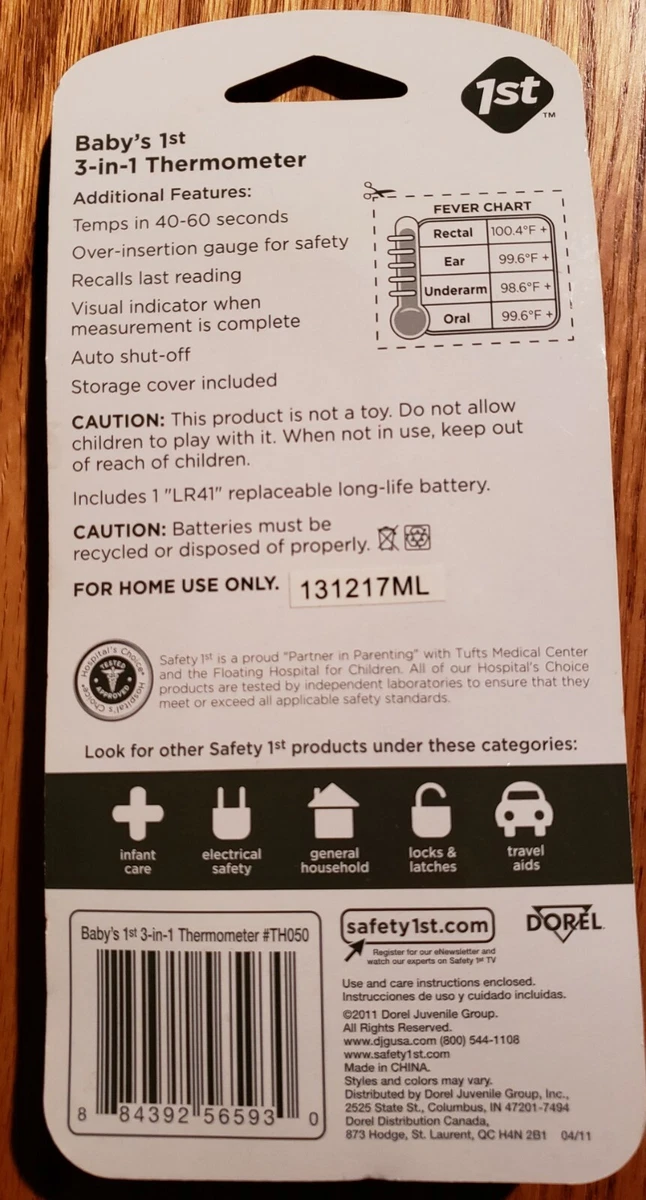 1st
TM
Baby's 1st
3-in-1 Thermometer
Additional Features:
Temps in 40-60 seconds
Over-insertion gauge for safety
Recalls last reading
Visual indicator when
measurement is complete
Auto shut-off
Storage cover included
FEVER CHART
Rectal 100.4°F +
Ear 99.6°F +
Underarm 98.6°F +
Oral 99.6°F +
CAUTION: This product is not a toy. Do not allow
children to play with it. When not in use, keep out
of reach of children.
Includes 1 "LR41" replaceable long-life battery.
CAUTION: Batteries must be
recycled or disposed of properly.
FOR HOME USE ONLY. 131217ML
Hospital's Choice
TESTED
APPROVED
Hospital's Choice
Safety 1st is a proud "Partner in Parenting" with Tufts Medical Center
and the Floating Hospital for Children. All of our Hospital's Choice
products are tested by independent laboratories to ensure that they
meet or exceed all applicable safety standards.
Look for other Safety 1st products under these categories:
infant
care
electrical
safety
general
household
locks &
latches
travel
aids
Baby's 1st 3-in-1 Thermometer #TH050
8 84392 56593 0
safety1st.com
Register for our eNewsletter and
watch our experts on Safety 1st TV
DOREL
Use and care instructions enclosed.
Instrucciones de uso y cuidado incluidas.
©2011 Dorel Juvenile Group.
All Rights Reserved.
www.djgusa.com (800) 544-1108
www.safety1st.com
Made in CHINA.
Styles and colors may vary.
Distributed by Dorel Juvenile Group, Inc.,
2525 State St., Columbus, IN 47201-7494
Dorel Distribution Canada,
873 Hodge, St. Laurent, QC H4N 2B1 04/11